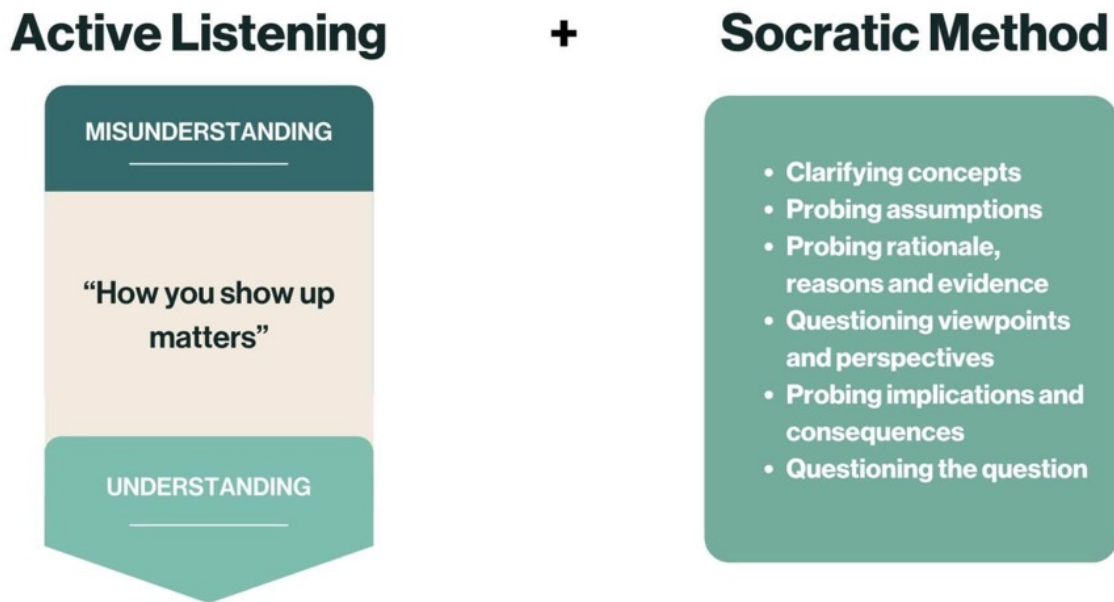 Active Listening + Socratic Method
MISUNDERSTANDING
“How you show up
matters”
UNDERSTANDING
• Clarifying concepts
• Probing assumptions
• Probing rationale,
reasons and evidence
• Questioning viewpoints
and perspectives
• Probing implications and
consequences
• Questioning the question